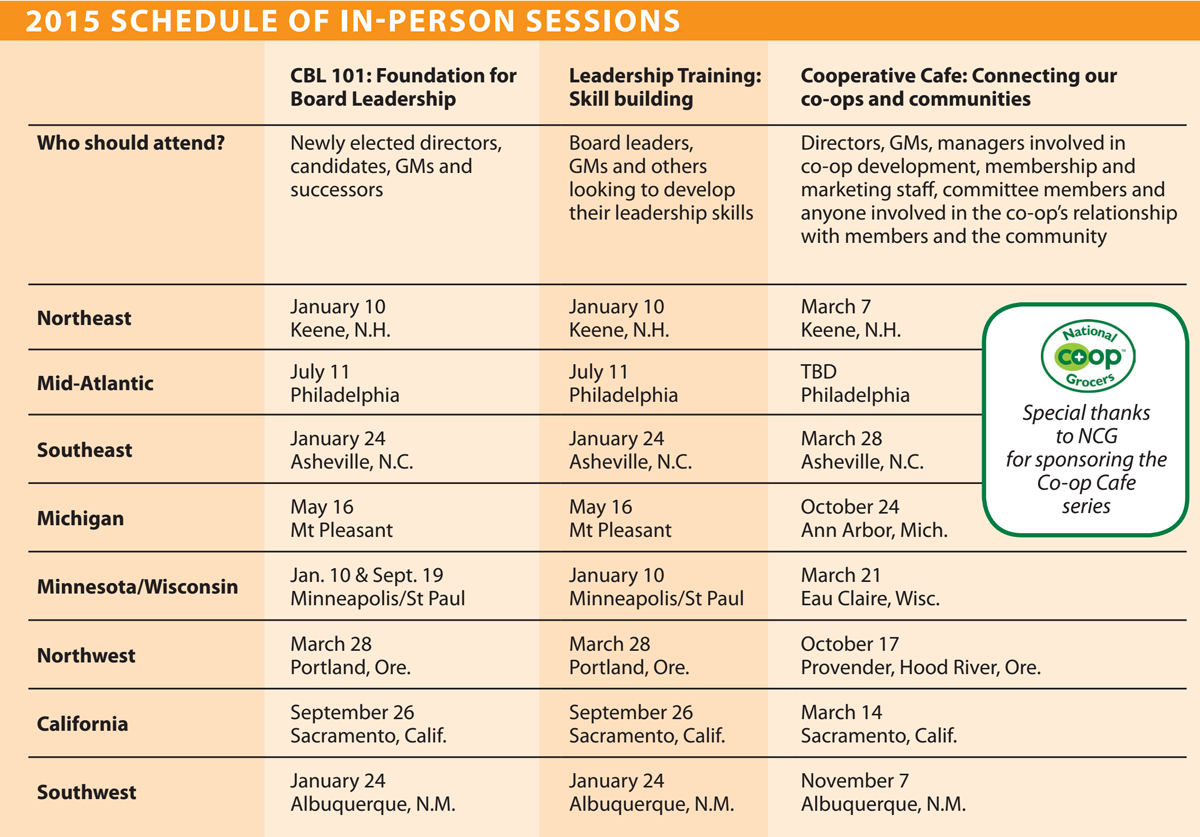 2015 SCHEDULE OF IN-PERSON SESSIONS
CBL 101: Foundation for
Board Leadership
Leadership Training:
Skill building
Cooperative Cafe: Connecting our
co-ops and communities
Who should attend?
Newly elected directors,
candidates, GMs and
successors
Board leaders,
GMs and others
looking to develop
their leadership skills
Directors, GMs, managers involved in
co-op development, membership and
marketing staff, committee members and
anyone involved in the co-op's relationship
with members and the community
Northeast
January 10
Keene, N.H.
January 10
Keene, N.H.
March 7
Keene, N.H.
Mid-Atlantic
July 11
Philadelphia
July 11
Philadelphia
TBD
Philadelphia
Southeast
January 24
Asheville, N.C.
January 24
Asheville, N.C.
March 28
Asheville, N.C.
Michigan
May 16
Mt Pleasant
May 16
Mt Pleasant
October 24
Ann Arbor, Mich.
Minnesota/Wisconsin
Jan. 10 & Sept. 19
Minneapolis/St Paul
January 10
Minneapolis/St Paul
March 21
Eau Claire, Wisc.
Northwest
March 28
Portland, Ore.
March 28
Portland, Ore.
October 17
Provender, Hood River, Ore.
California
September 26
Sacramento, Calif.
September 26
Sacramento, Calif.
March 14
Sacramento, Calif.
Southwest
January 24
Albuquerque, N.M.
January 24
Albuquerque, N.M.
November 7
Albuquerque, N.M.
National
co+op™
Grocers
Special thanks
to NCG
for sponsoring the
Co-op Cafe
series